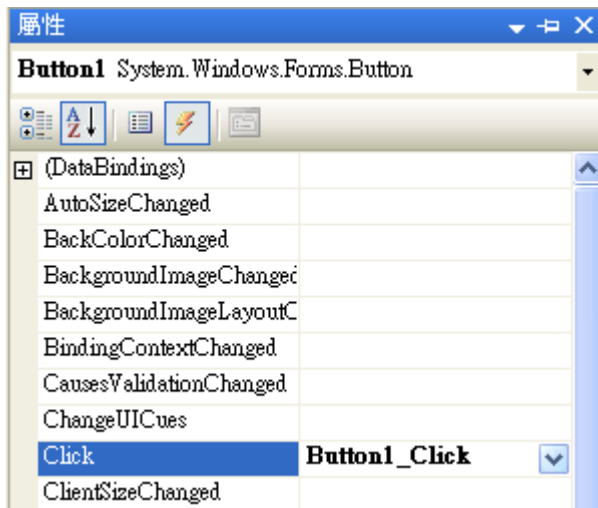 屬性
Button1 System.Windows.Forms.Button
(DataBindings)
AutoSizeChanged
BackColorChanged
BackgroundImageChanged
BackgroundImageLayoutC
BindingContextChanged
CausesValidationChanged
ChangeUICues
Click Button1_Click
ClientSizeChanged